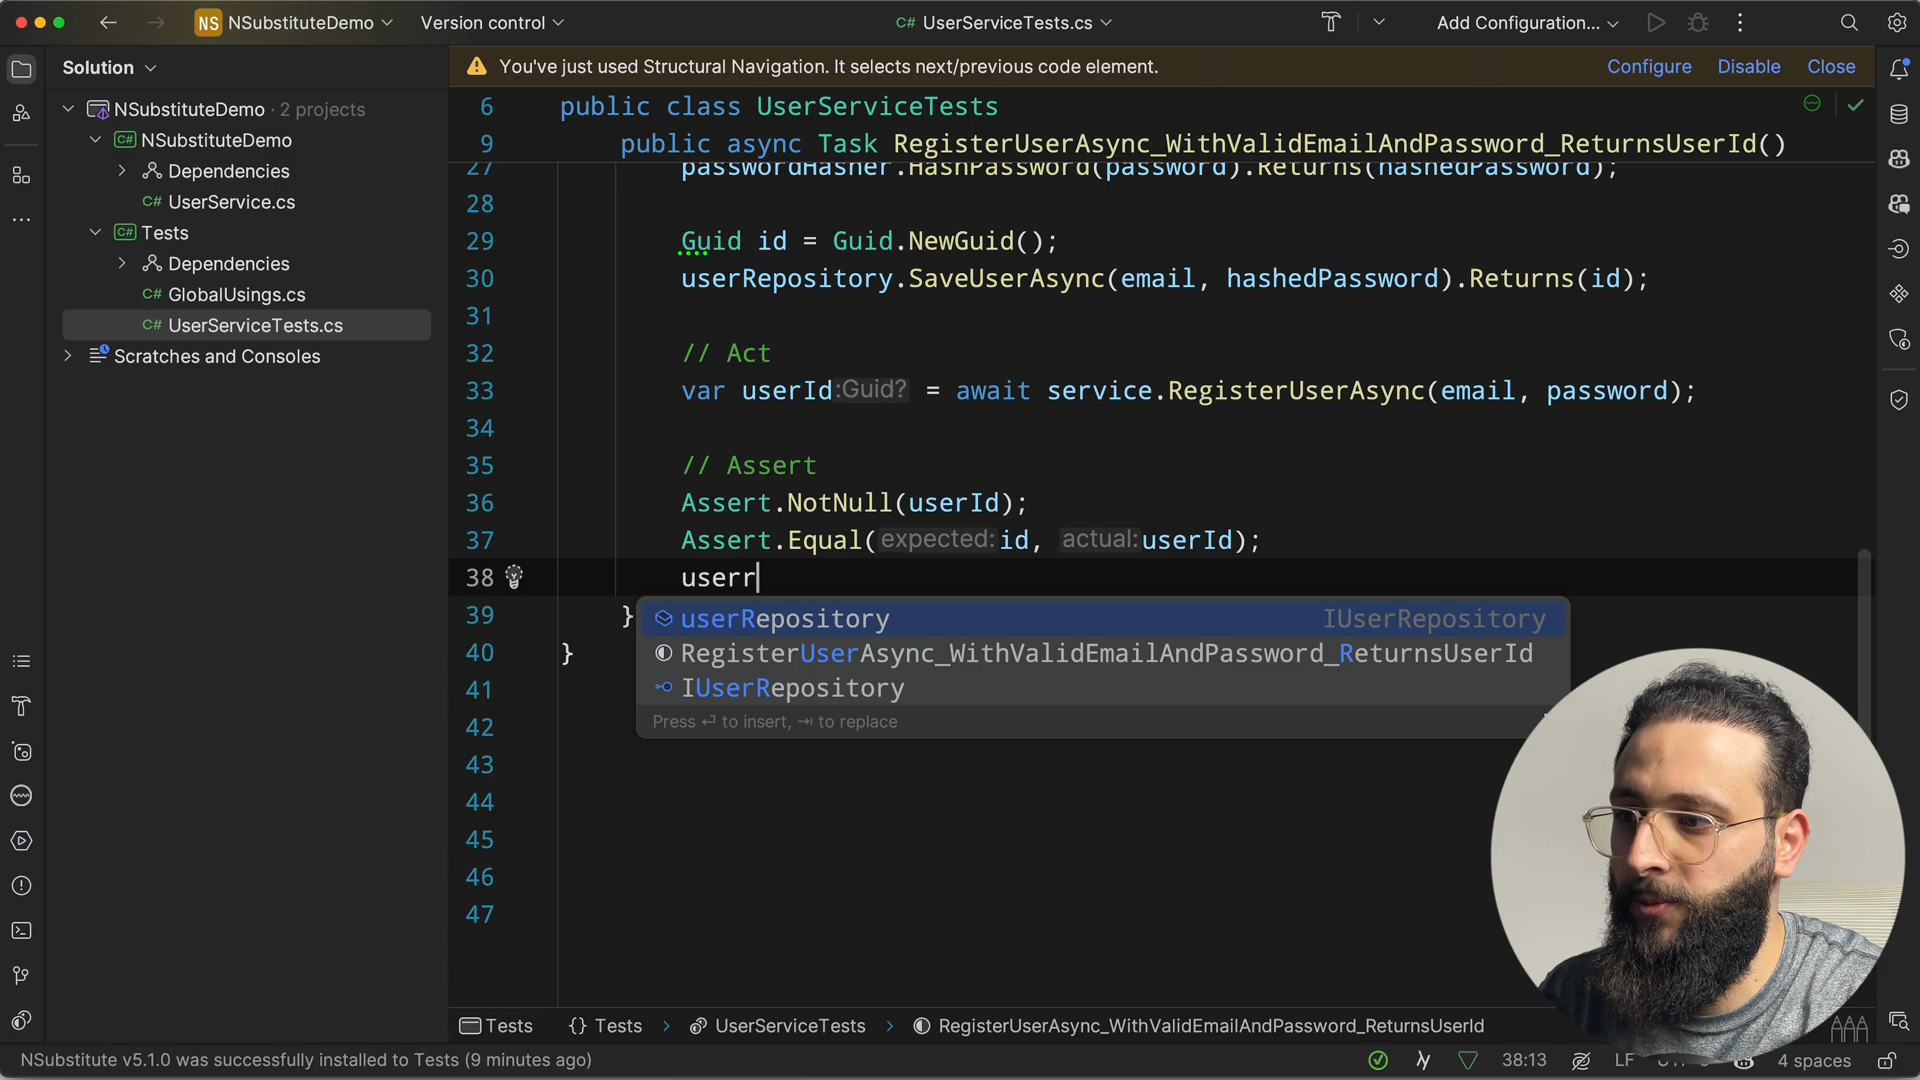 NS NSubstituteDemo Version control C# UserServiceTests.cs Add Configuration...
Solution
You've just used Structural Navigation. It selects next/previous code element. Configure Disable Close
NSubstituteDemo · 2 projects
C# NSubstituteDemo
Dependencies
C# UserService.cs
C# Tests
Dependencies
C# GlobalUsings.cs
C# UserServiceTests.cs
Scratches and Consoles
6 public class UserServiceTests
9 public async Task RegisterUserAsync_WithValidEmailAndPassword_ReturnsUserId()
27 passwordHasher.HashPassword(password).Returns(hashedPassword);
28
29 Guid id = Guid.NewGuid();
30 userRepository.SaveUserAsync(email, hashedPassword).Returns(id);
31
32 // Act
33 var userId :Guid? = await service.RegisterUserAsync(email, password);
34
35 // Assert
36 Assert.NotNull(userId);
37 Assert.Equal(expected: id, actual: userId);
38 userr
39 }
userRepository IUserRepository
40 }
RegisterUserAsync_WithValidEmailAndPassword_ReturnsUserId
41
IUserRepository
42
Press ⏎ to insert, ⇥ to replace
43
44
45
46
47
Tests {} Tests > UserServiceTests > RegisterUserAsync_WithValidEmailAndPassword_ReturnsUserId
NSubstitute v5.1.0 was successfully installed to Tests (9 minutes ago) 38:13 LF 4 spaces